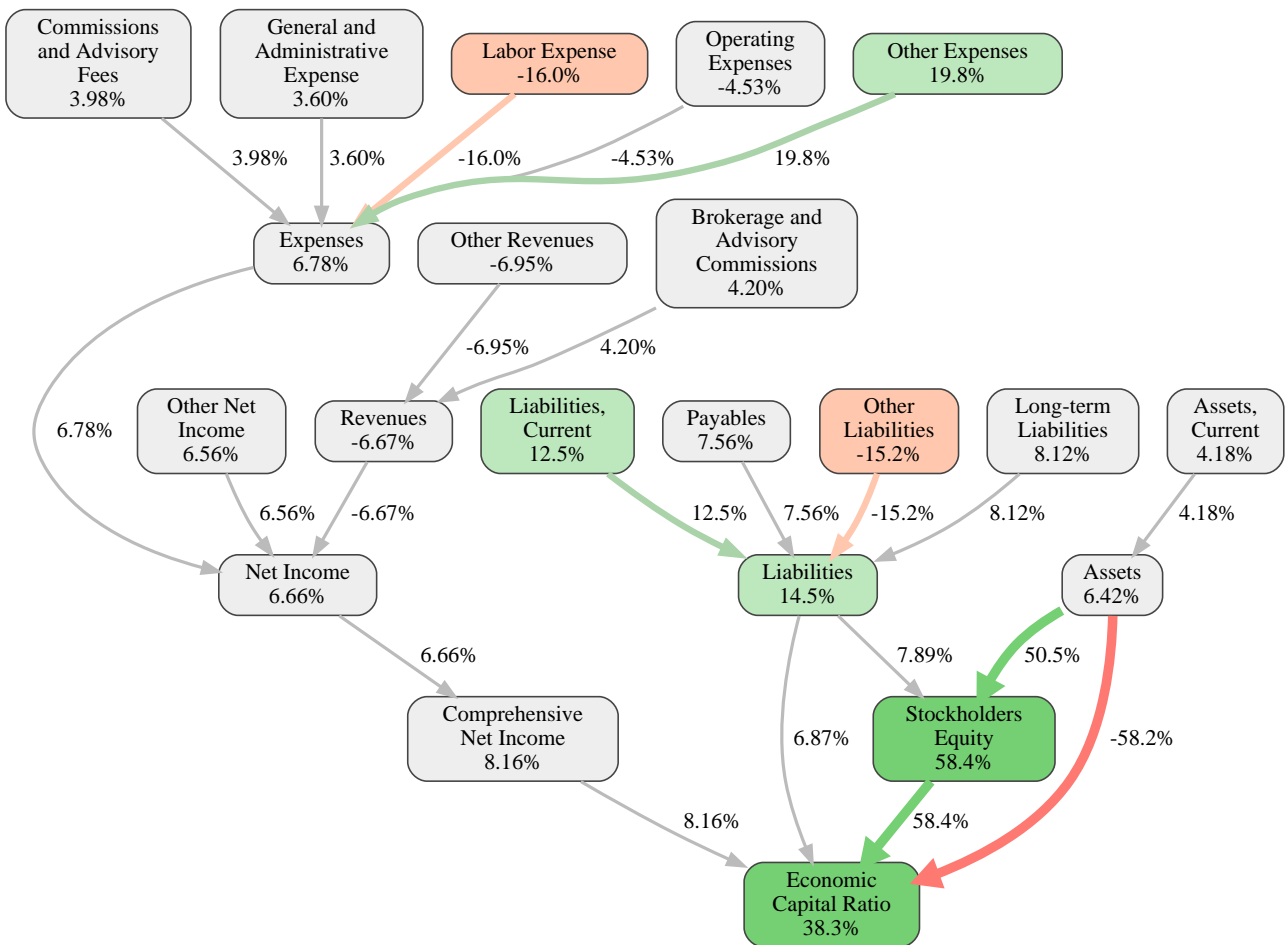 Commissions
and Advisory
Fees
3.98%
General and
Administrative
Expense
3.60%
Labor Expense
-16.0%
Operating
Expenses
-4.53%
Other Expenses
19.8%
3.98%
3.60%
-16.0%
-4.53%
19.8%
Expenses
6.78%
Other Revenues
-6.95%
Brokerage and
Advisory
Commissions
4.20%
-6.95%
4.20%
6.78%
Other Net
Income
6.56%
Revenues
-6.67%
Liabilities,
Current
12.5%
Payables
7.56%
Other
Liabilities
-15.2%
Long-term
Liabilities
8.12%
Assets,
Current
4.18%
6.56%
-6.67%
12.5%
7.56%
-15.2%
8.12%
4.18%
Net Income
6.66%
Liabilities
14.5%
Assets
6.42%
6.66%
7.89%
50.5%
Comprehensive
Net Income
8.16%
6.87%
Stockholders
Equity
58.4%
-58.2%
8.16%
58.4%
Economic
Capital Ratio
38.3%